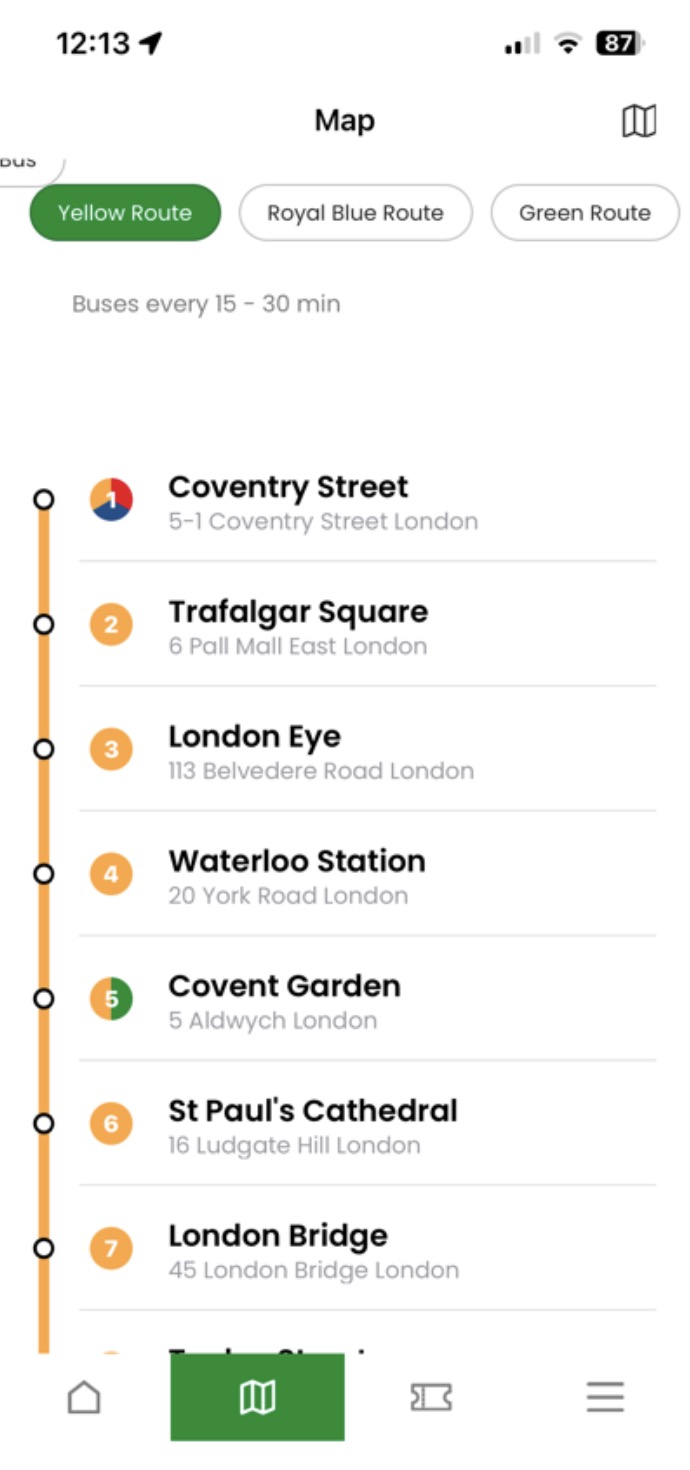 12:13
87
Map
Bus
Yellow Route
Royal Blue Route
Green Route
Buses every 15 - 30 min
1
Coventry Street
5-1 Coventry Street London
2
Trafalgar Square
6 Pall Mall East London
3
London Eye
113 Belvedere Road London
4
Waterloo Station
20 York Road London
5
Covent Garden
5 Aldwych London
6
St Paul's Cathedral
16 Ludgate Hill London
7
London Bridge
45 London Bridge London